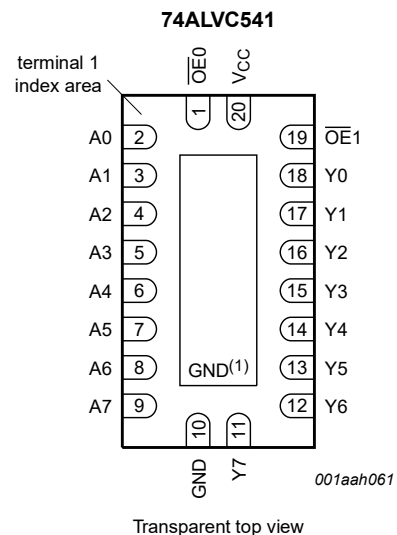 74ALVC541
terminal 1
index area
O̅E̅0 VCC
1 20
A0 2 19 O̅E̅1
A1 3 18 Y0
A2 4 17 Y1
A3 5 16 Y2
A4 6 15 Y3
A5 7 14 Y4
A6 8 13 Y5
A7 9 12 Y6
GND(1)
10 11
GND Y7
001aah061
Transparent top view